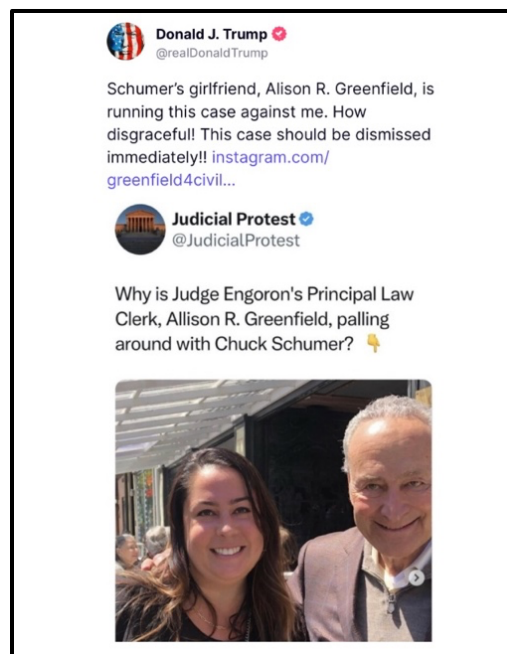 Donald J. Trump
@realDonaldTrump
Schumer's girlfriend, Alison R. Greenfield, is
running this case against me. How
disgraceful! This case should be dismissed
immediately!! instagram.com/
greenfield4civil...
Judicial Protest
@JudicialProtest
Why is Judge Engoron's Principal Law
Clerk, Allison R. Greenfield, palling
around with Chuck Schumer? 👇